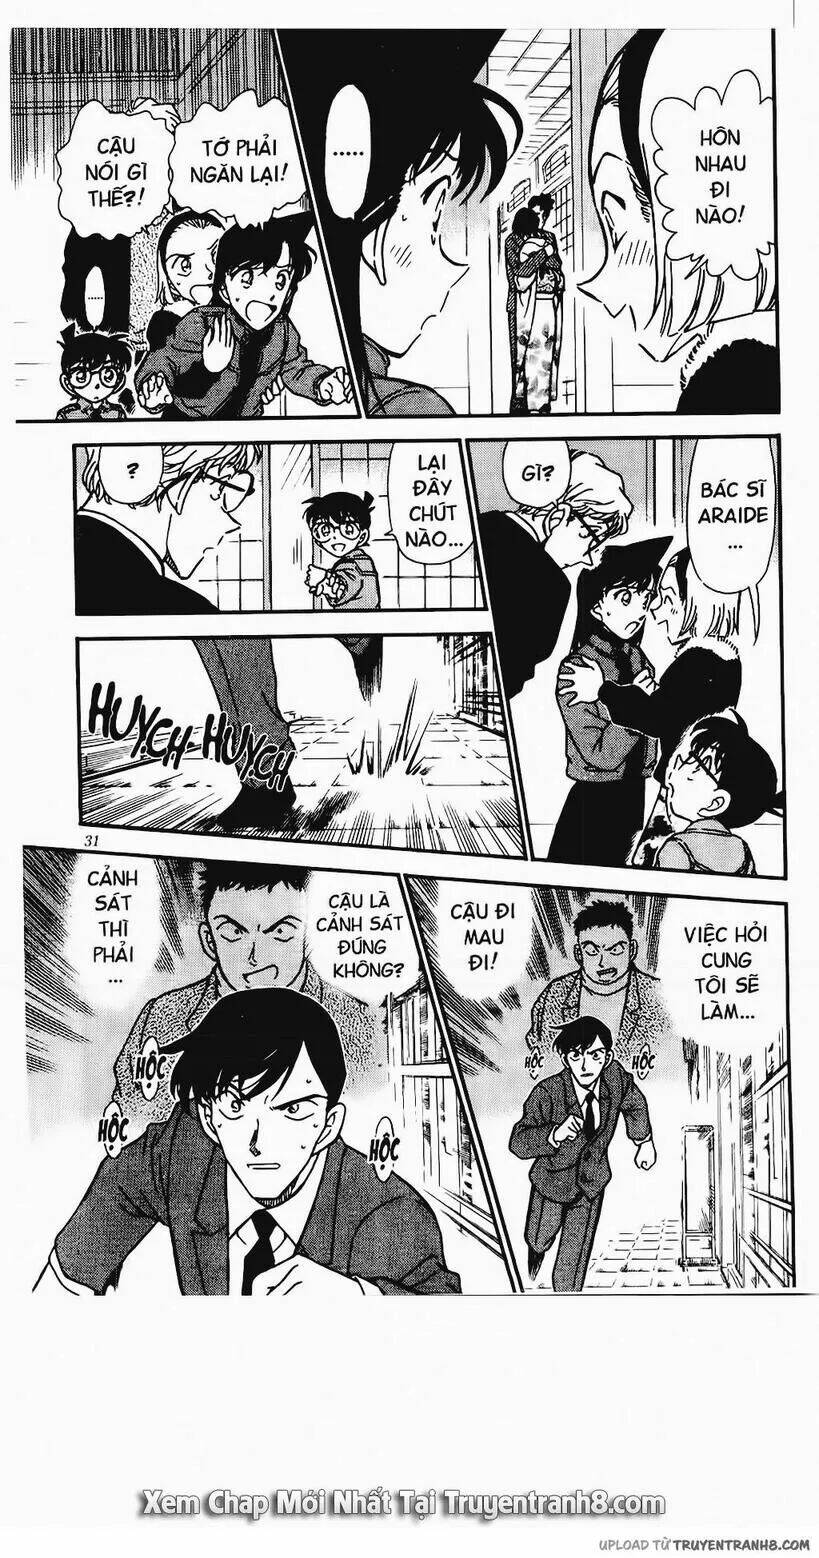 HÔN
NHAU
ĐI
NÀO!
.....
TỚ PHẢI
NGĂN LẠI!
CẬU
NÓI GÌ
THẾ?!
.....
BÁC SĨ
ARAIDE
...
GÌ?
LẠI
ĐÂY
CHÚT
NÀO...
?
HUỴCH HUỴCH
31
VIỆC HỎI
CUNG
TÔI SẼ
LÀM...
CẬU ĐI
MAU
ĐI!
HỘC
HỘC
CẬU LÀ
CẢNH SÁT
ĐÚNG
KHÔNG?
CẢNH
SÁT
THÌ
PHẢI
...
HỘC
HỘC
HỘC
Xem Chap Mới Nhất Tại Truyentranh8.com
UPLOAD TỪ TRUYENTRANH8.COM